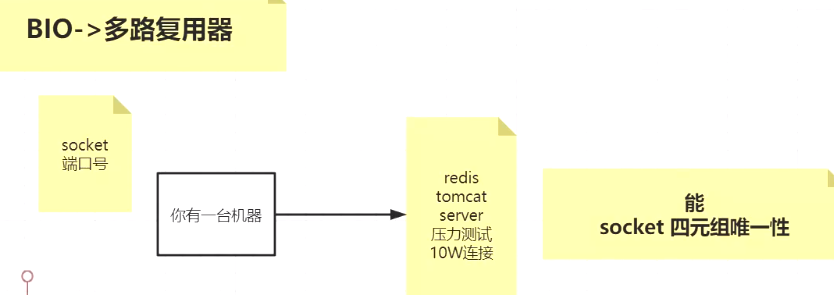 BIO->多路复用器
socket
端口号
你有一台机器
redis
tomcat
server
压力测试
10W连接
能
socket 四元组唯一性